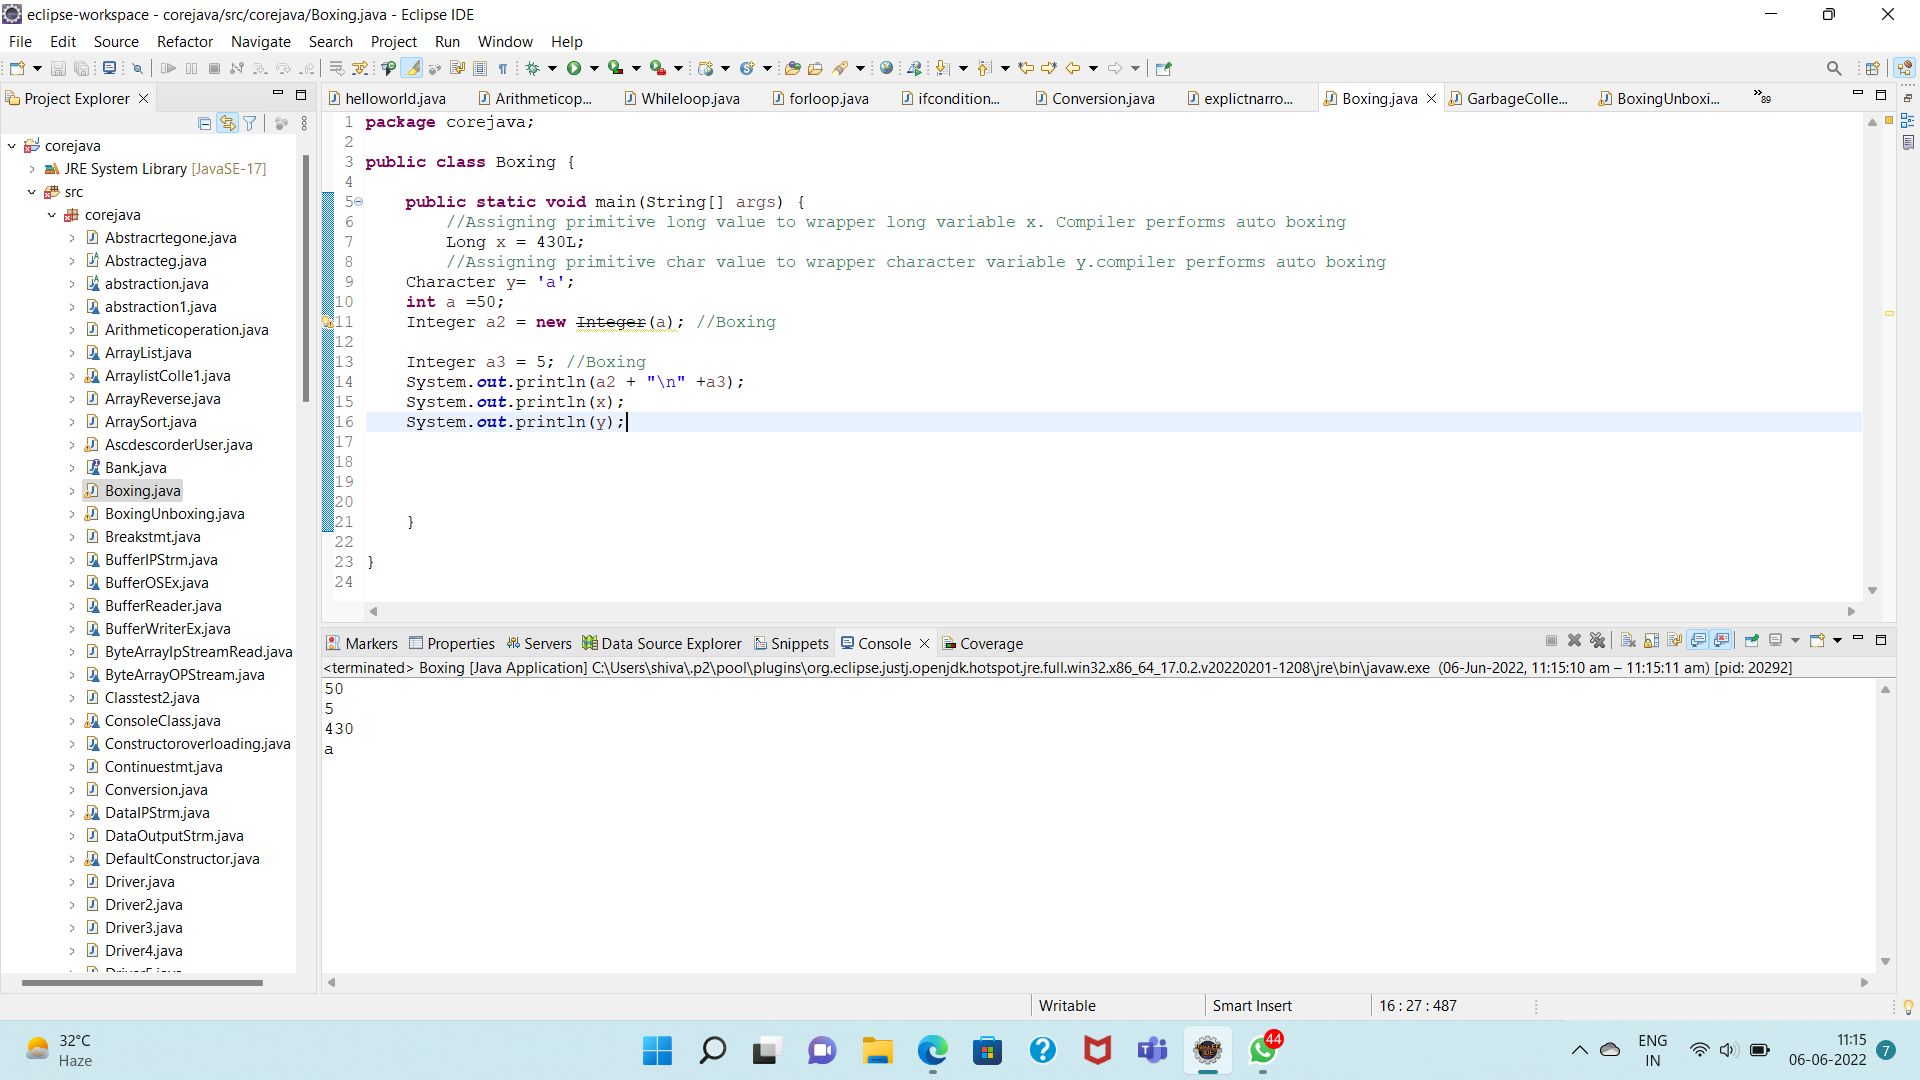 eclipse-workspace - corejava/src/corejava/Boxing.java - Eclipse IDE
File Edit Source Refactor Navigate Search Project Run Window Help
Project Explorer
helloworld.java Arithmeticop... Whileloop.java forloop.java ifcondition... Conversion.java explictnarro... Boxing.java GarbageColle... BoxingUnboxi... »89
corejava
JRE System Library [JavaSE-17]
src
corejava
Abstracrtegone.java
Abstracteg.java
abstraction.java
abstraction1.java
Arithmeticoperation.java
ArrayList.java
ArraylistColle1.java
ArrayReverse.java
ArraySort.java
AscdescorderUser.java
Bank.java
Boxing.java
BoxingUnboxing.java
Breakstmt.java
BufferIPStrm.java
BufferOSEx.java
BufferReader.java
BufferWriterEx.java
ByteArrayIpStreamRead.java
ByteArrayOPStream.java
Classtest2.java
ConsoleClass.java
Constructoroverloading.java
Continuestmt.java
Conversion.java
DataIPStrm.java
DataOutputStrm.java
DefaultConstructor.java
Driver.java
Driver2.java
Driver3.java
Driver4.java
1 package corejava;
2
3 public class Boxing {
4
5 public static void main(String[] args) {
6 //Assigning primitive long value to wrapper long variable x. Compiler performs auto boxing
7 Long x = 430L;
8 //Assigning primitive char value to wrapper character variable y.compiler performs auto boxing
9 Character y= 'a';
10 int a =50;
11 Integer a2 = new Integer(a); //Boxing
12
13 Integer a3 = 5; //Boxing
14 System.out.println(a2 + "\n" +a3);
15 System.out.println(x);
16 System.out.println(y);
17
18
19
20
21 }
22
23 }
24
Markers Properties Servers Data Source Explorer Snippets Console Coverage
<terminated> Boxing [Java Application] C:\Users\shiva\.p2\pool\plugins\org.eclipse.justj.openjdk.hotspot.jre.full.win32.x86_64_17.0.2.v20220201-1208\jre\bin\javaw.exe (06-Jun-2022, 11:15:10 am – 11:15:11 am) [pid: 20292]
50
5
430
a
Writable Smart Insert 16 : 27 : 487
32°C
Haze
44
ENG
IN
11:15
06-06-2022
7